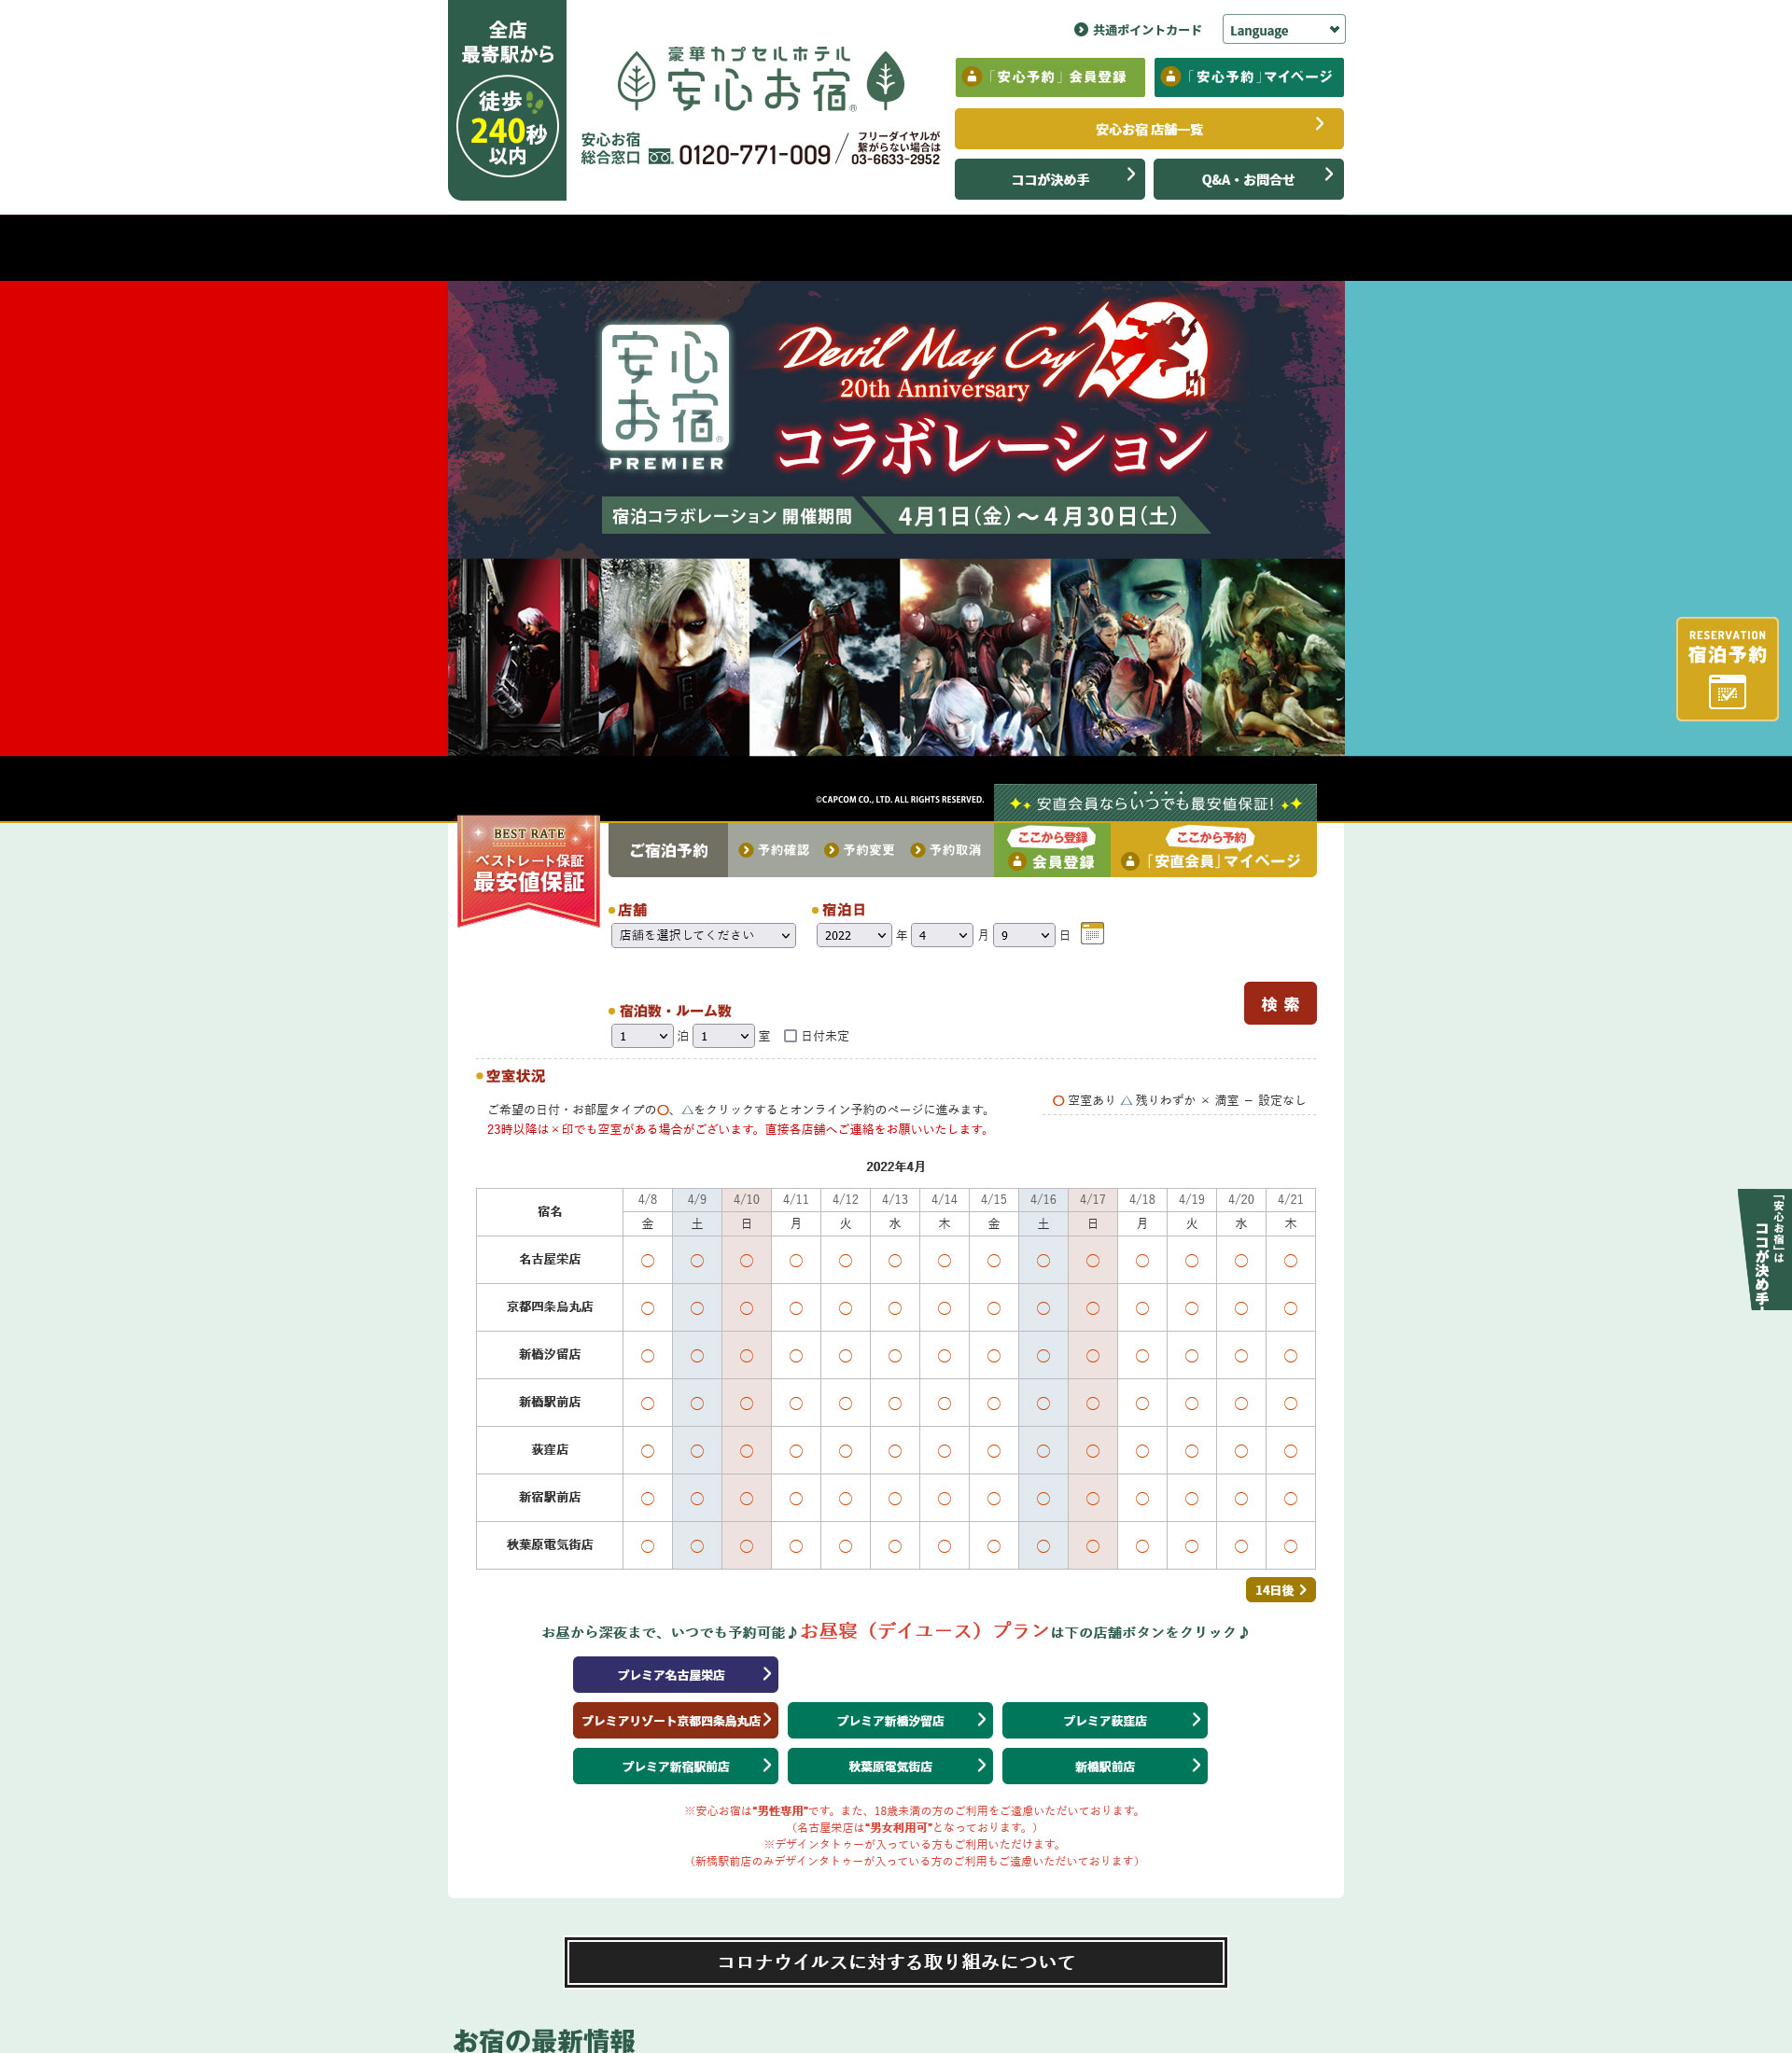 全店
最寄駅から
徒歩
240秒
以内
豪華カプセルホテル
安心お宿®
安心お宿
総合窓口
0120-771-009
フリーダイヤルが
繋がらない場合は
03-6633-2952
共通ポイントカード
Language
「安心予約」会員登録
「安心予約」マイページ
安心お宿 店舗一覧
ココが決め手
Q&A・お問合せ
安心
お宿®
PREMIER
Devil May Cry
20th Anniversary
コラボレーション
宿泊コラボレーション 開催期間
4月1日(金)～4月30日(土)
RESERVATION
宿泊予約
©CAPCOM CO., LTD. ALL RIGHTS RESERVED.
安直会員ならいつでも最安値保証!
BEST RATE
ベストレート保証
最安値保証
ご宿泊予約
予約確認
予約変更
予約取消
ここから登録
会員登録
ここから予約
「安直会員」マイページ
店舗
宿泊日
店舗を選択してください
2022 年 4 月 9 日
宿泊数・ルーム数
1 泊 1 室 日付未定
検 索
空室状況
○ 空室あり △ 残りわずか × 満室 － 設定なし
ご希望の日付・お部屋タイプの○、△をクリックするとオンライン予約のページに進みます。
23時以降は×印でも空室がある場合がございます。直接各店舗へご連絡をお願いいたします。
2022年4月
宿名 4/8 4/9 4/10 4/11 4/12 4/13 4/14 4/15 4/16 4/17 4/18 4/19 4/20 4/21
金 土 日 月 火 水 木 金 土 日 月 火 水 木
名古屋栄店 ○ ○ ○ ○ ○ ○ ○ ○ ○ ○ ○ ○ ○ ○
京都四条烏丸店 ○ ○ ○ ○ ○ ○ ○ ○ ○ ○ ○ ○ ○ ○
新橋汐留店 ○ ○ ○ ○ ○ ○ ○ ○ ○ ○ ○ ○ ○ ○
新橋駅前店 ○ ○ ○ ○ ○ ○ ○ ○ ○ ○ ○ ○ ○ ○
荻窪店 ○ ○ ○ ○ ○ ○ ○ ○ ○ ○ ○ ○ ○ ○
新宿駅前店 ○ ○ ○ ○ ○ ○ ○ ○ ○ ○ ○ ○ ○ ○
秋葉原電気街店 ○ ○ ○ ○ ○ ○ ○ ○ ○ ○ ○ ○ ○ ○
「安心お宿」は
ココが決め手
14日後
お昼から深夜まで、いつでも予約可能♪お昼寝（デイユース）プランは下の店舗ボタンをクリック♪
プレミア名古屋栄店
プレミアリゾート京都四条烏丸店
プレミア新橋汐留店
プレミア荻窪店
プレミア新宿駅前店
秋葉原電気街店
新橋駅前店
※安心お宿は"男性専用"です。また、18歳未満の方のご利用をご遠慮いただいております。
（名古屋栄店は"男女利用可"となっております。）
※デザインタトゥーが入っている方もご利用いただけます。
（新橋駅前店のみデザインタトゥーが入っている方のご利用もご遠慮いただいております）
コロナウイルスに対する取り組みについて
お宿の最新情報